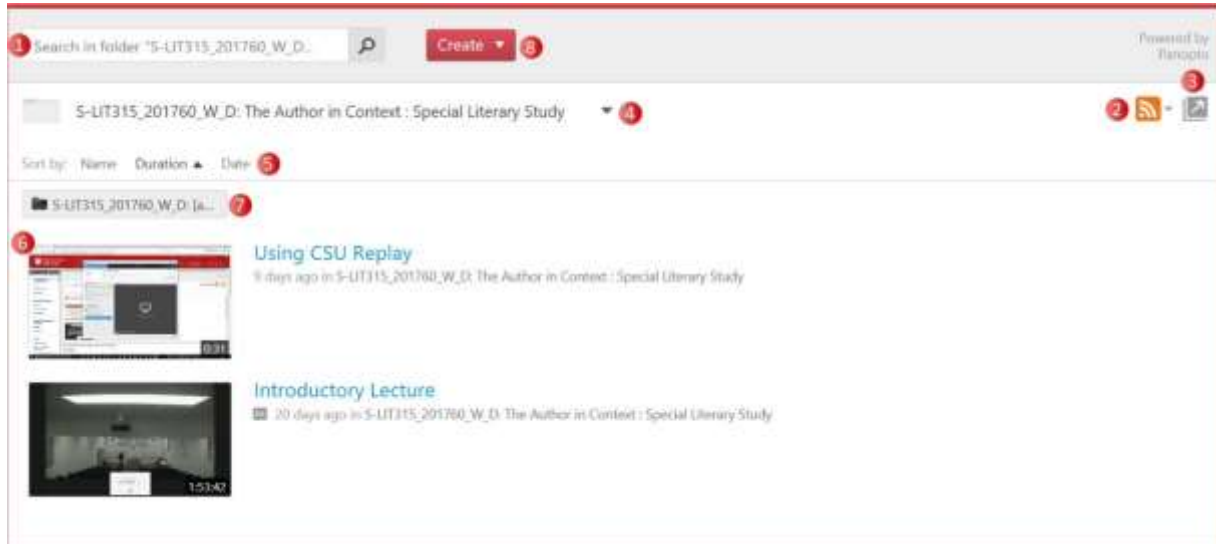 1 Search in folder "S-LIT315_201760_W_D... Create 8
Powered by
Panopto
3
S-LIT315_201760_W_D: The Author in Context : Special Literary Study 4 2
Sort by: Name Duration Date 5
S-LIT315_201760_W_D: [a... 7
6
Using CSU Replay
9 days ago in S-LIT315_201760_W_D: The Author in Context : Special Literary Study
0:31
Introductory Lecture
20 days ago in S-LIT315_201760_W_D: The Author in Context : Special Literary Study
1:53:42